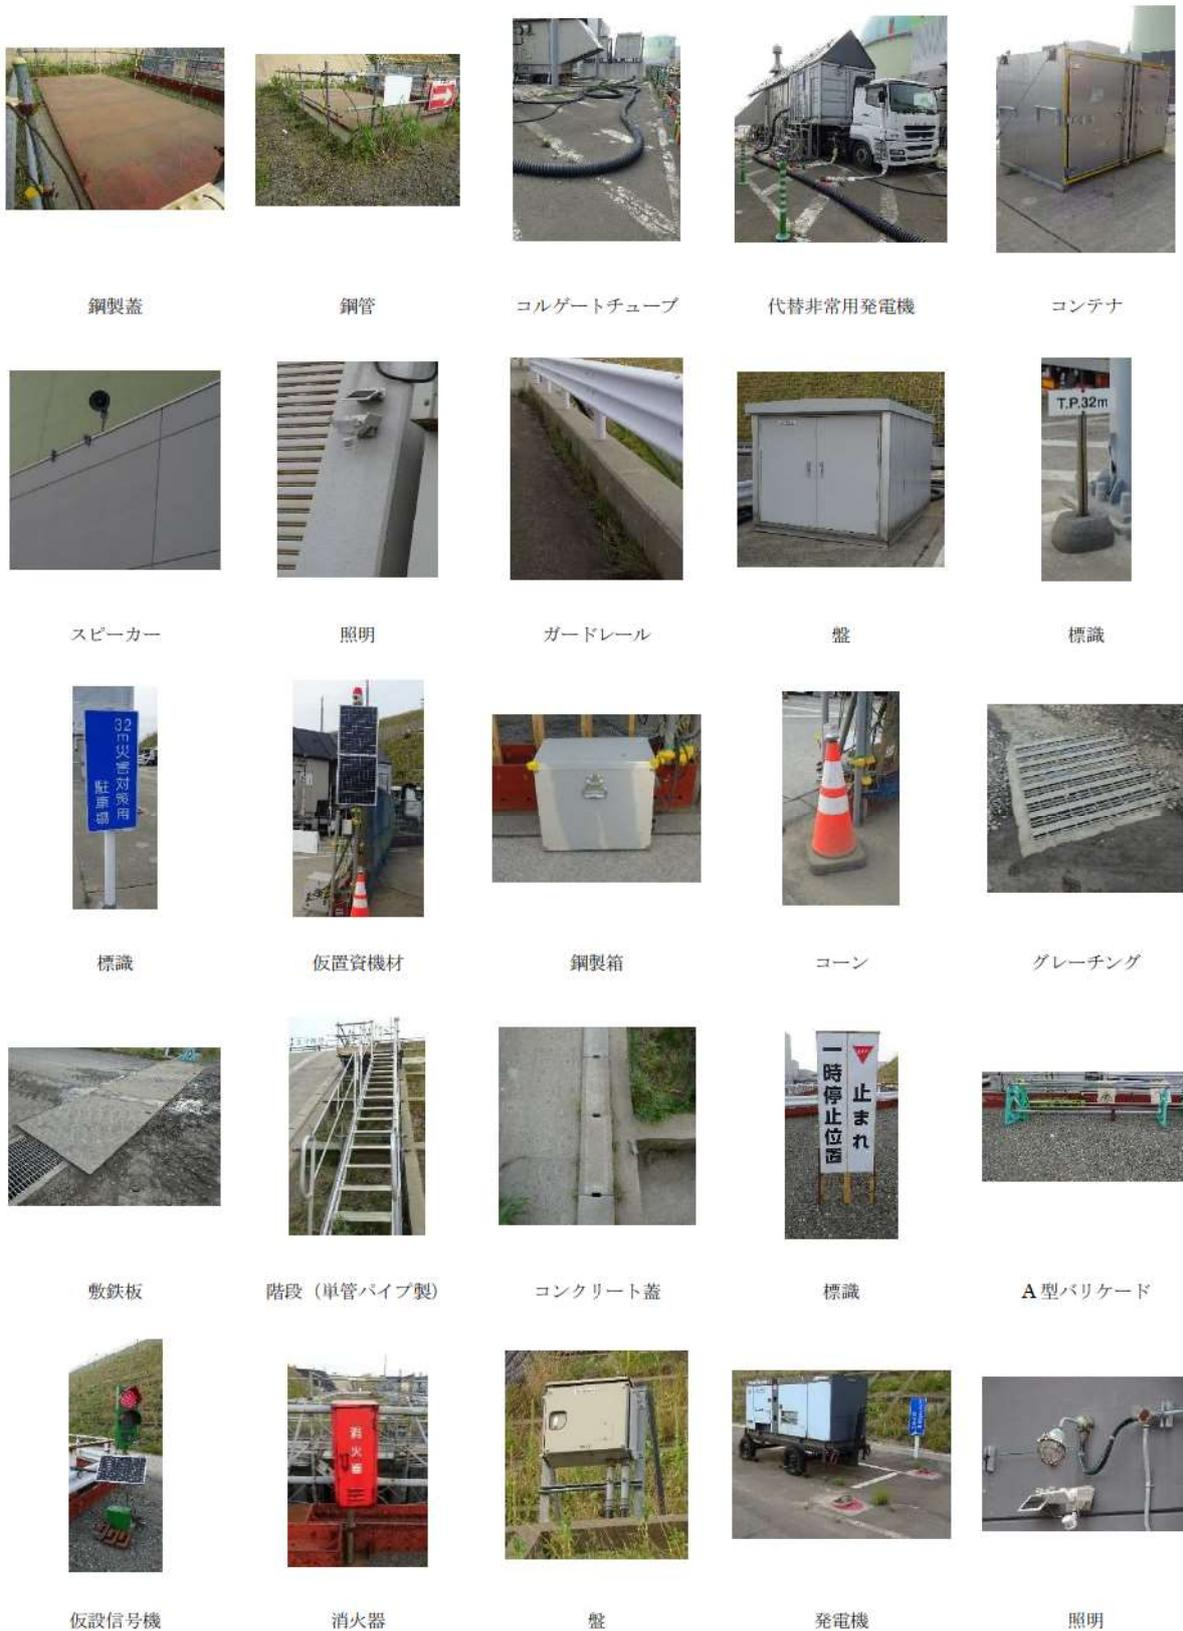 鋼製蓋
鋼管
コルゲートチューブ
代替非常用発電機
コンテナ
T.P.32m
スピーカー
照明
ガードレール
盤
標識
32m災害対策用
駐車場
標識
仮置資機材
鋼製箱
コーン
グレーチング
止まれ
一時停止位置
敷鉄板
階段（単管パイプ製）
コンクリート蓋
標識
A型バリケード
消火器
仮設信号機
消火器
盤
発電機
照明